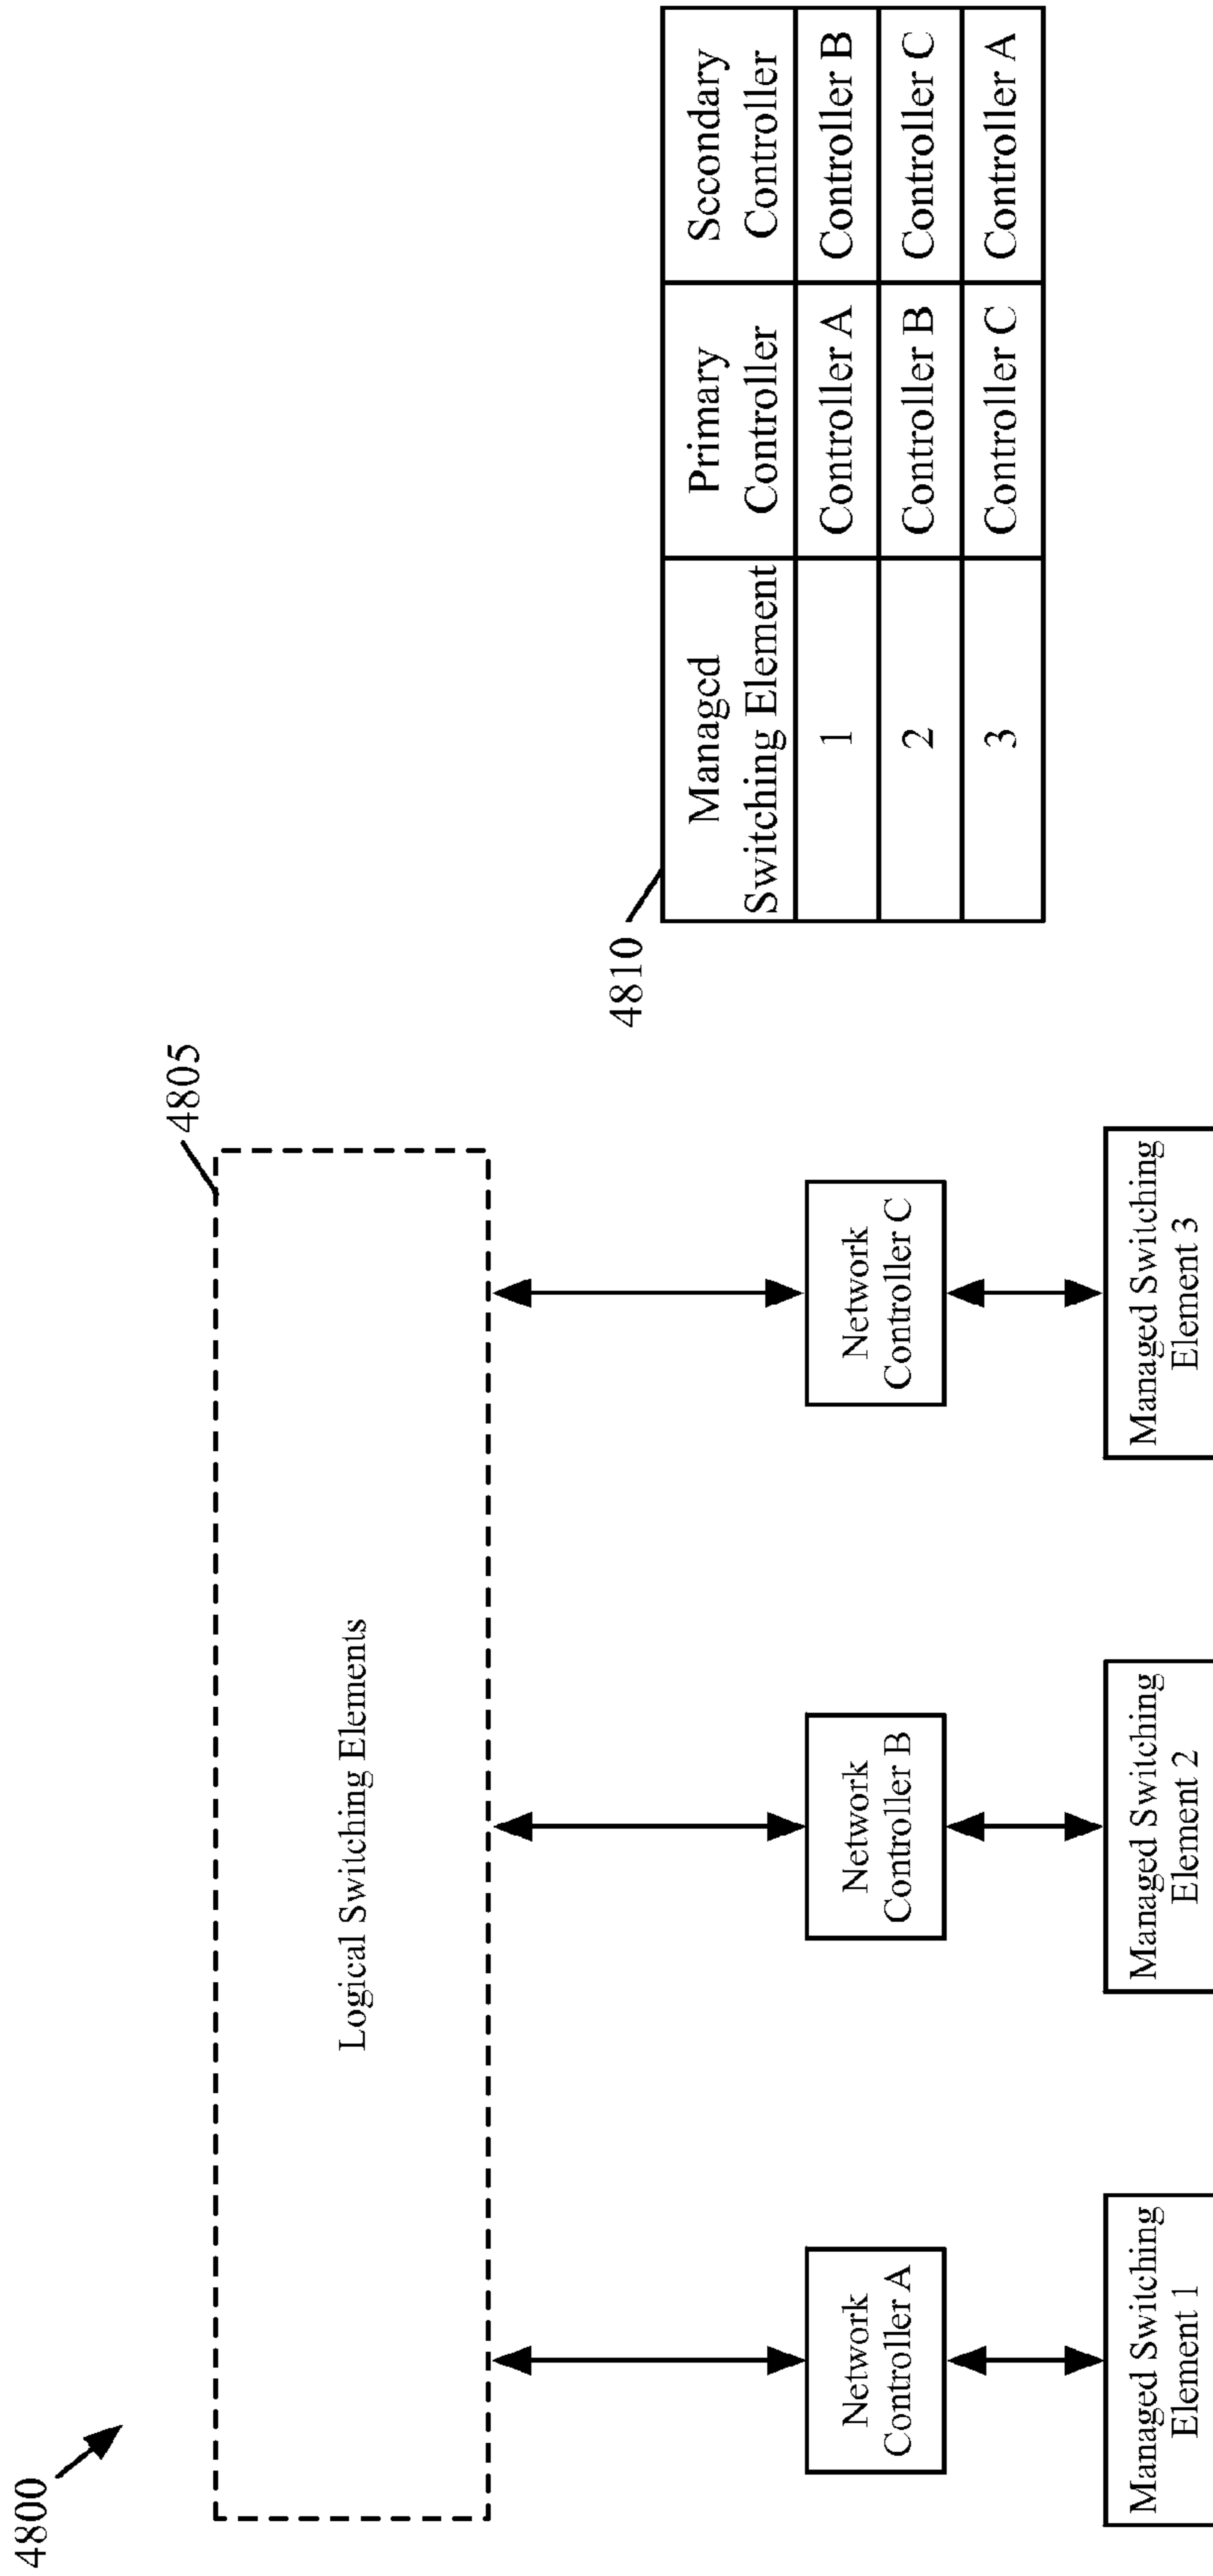 4800
4805
Logical Switching Elements
Network
Controller A
Network
Controller B
Network
Controller C
Managed Switching
Element 1
Managed Switching
Element 2
Managed Switching
Element 3
4810
Managed
Switching Element
Primary
Controller
Secondary
Controller
1
Controller A
Controller B
2
Controller B
Controller C
3
Controller C
Controller A